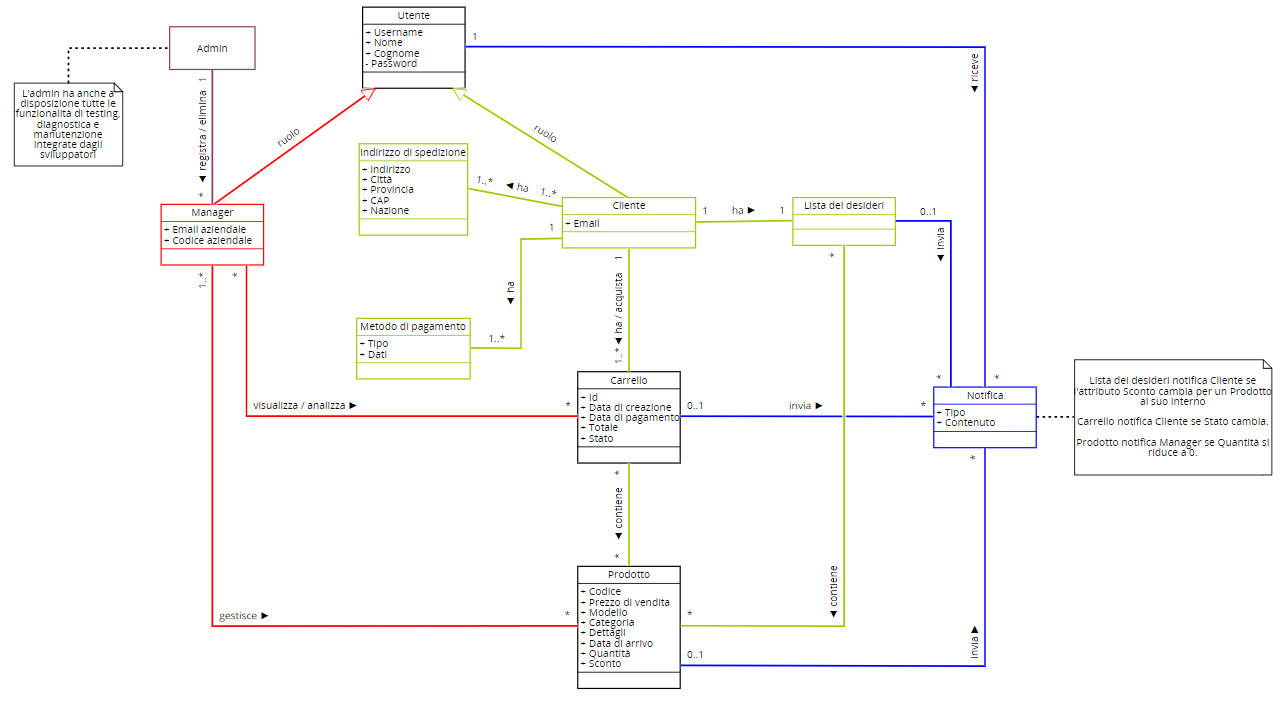 Utente
+ Username
+ Nome
+ Cognome
- Password
1
Admin
L'admin ha anche a
disposizione tutte le
funzionalità di testing,
diagnostica e
manutenzione
integrate dagli
sviluppatori
1
◄ registra / elimina
*
ruolo
ruolo
◄ riceve
Indirizzo di spedizione
+ Indirizzo
+ Città
+ Provincia
+ CAP
+ Nazione
1..*
◄ ha
1..*
Cliente
+ Email
1
ha ►
1
Lista dei desideri
0..1
◄ invia
*
Manager
+ Email aziendale
+ Codice aziendale
1..*
*
1
◄ ha
1..*
1
◄ ha / acquista
1..*
Metodo di pagamento
+ Tipo
+ Dati
Carrello
+ Id
+ Data di creazione
+ Data di pagamento
+ Totale
+ Stato
visualizza / analizza ►
*
0..1
invia ►
*
*
*
Notifica
+ Tipo
+ Contenuto
*
Lista dei desideri notifica Cliente se
l'attributo Sconto cambia per un Prodotto
al suo interno
Carrello notifica Cliente se Stato cambia.
Prodotto notifica Manager se Quantità si
riduce a 0.
*
◄ contiene
*
◄ contiene
Prodotto
+ Codice
+ Prezzo di vendita
+ Modello
+ Categoria
+ Dettagli
+ Data di arrivo
+ Quantità
+ Sconto
gestisce ►
*
*
0..1
invia ►